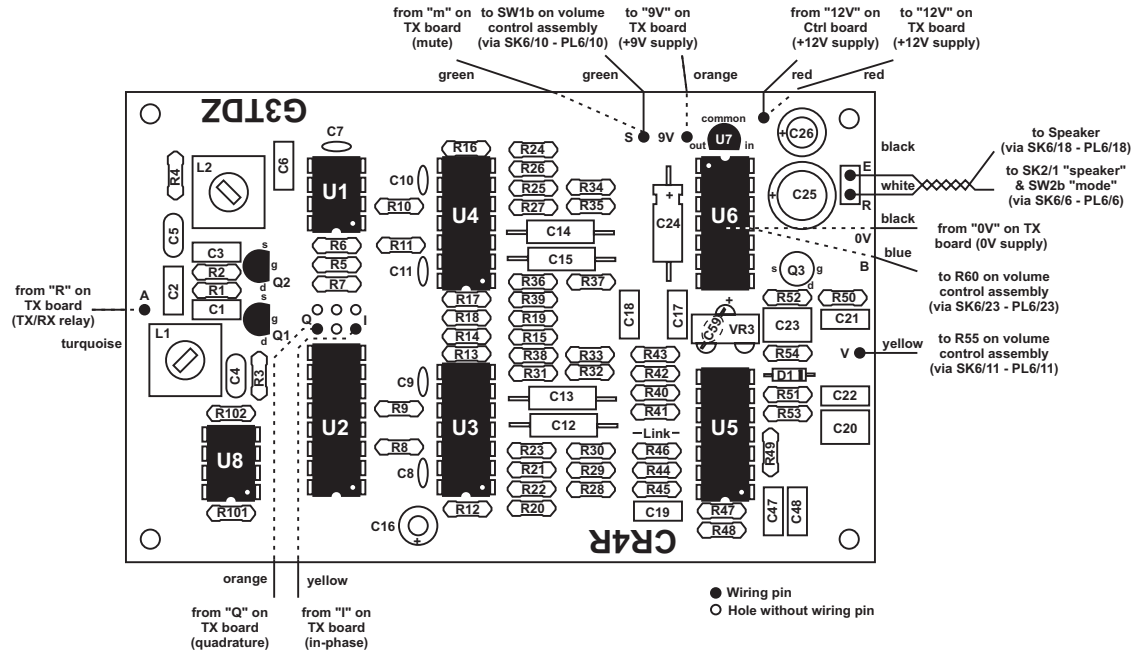 from "m" on
TX board
(mute)
to SW1b on volume
control assembly
(via SK6/10 - PL6/10)
to "9V" on
TX board
(+9V supply)
from "12V" on
Ctrl board
(+12V supply)
to "12V" on
TX board
(+12V supply)
green
green
orange
red
red
G3TDZ
common
S
9V
out
U7
in
C26
C25
black
E
white
R
to Speaker
(via SK6/18 - PL6/18)
to SK2/1 "speaker"
& SW2b "mode"
(via SK6/6 - PL6/6)
black
0V
blue
B
from "0V" on TX
board (0V supply)
to R60 on volume
control assembly
(via SK6/23 - PL6/23)
yellow
V
to R55 on volume
control assembly
(via SK6/11 - PL6/11)
from "R" on
TX board
(TX/RX relay)
turquoise
A
R4
L2
C6
C7
U1
C5
C3
R2
R1
C1
C2
s
g
d
Q2
s
g
d
Q1
L1
C4
R3
R6
R5
R7
Q
I
C10
R10
R11
C11
R16
U4
R17
R18
R14
R13
R24
R26
R25
R27
R34
R35
C14
C15
R36
R37
R39
R19
R15
R38
R33
R31
R32
C24
U6
C18
C17
C59
VR3
s
Q3
g
d
R52
R50
C23
C21
R54
D1
R51
R53
C22
C20
R49
R43
R42
R40
R41
Link
R46
R44
R45
C19
U5
R47
R48
C47
C48
R102
U8
R101
U2
C9
R9
R8
C8
U3
R12
C16
C13
C12
R23
R30
R21
R29
R22
R28
R20
CR4R
orange
yellow
from "Q" on
TX board
(quadrature)
from "I" on
TX board
(in-phase)
Wiring pin
Hole without wiring pin